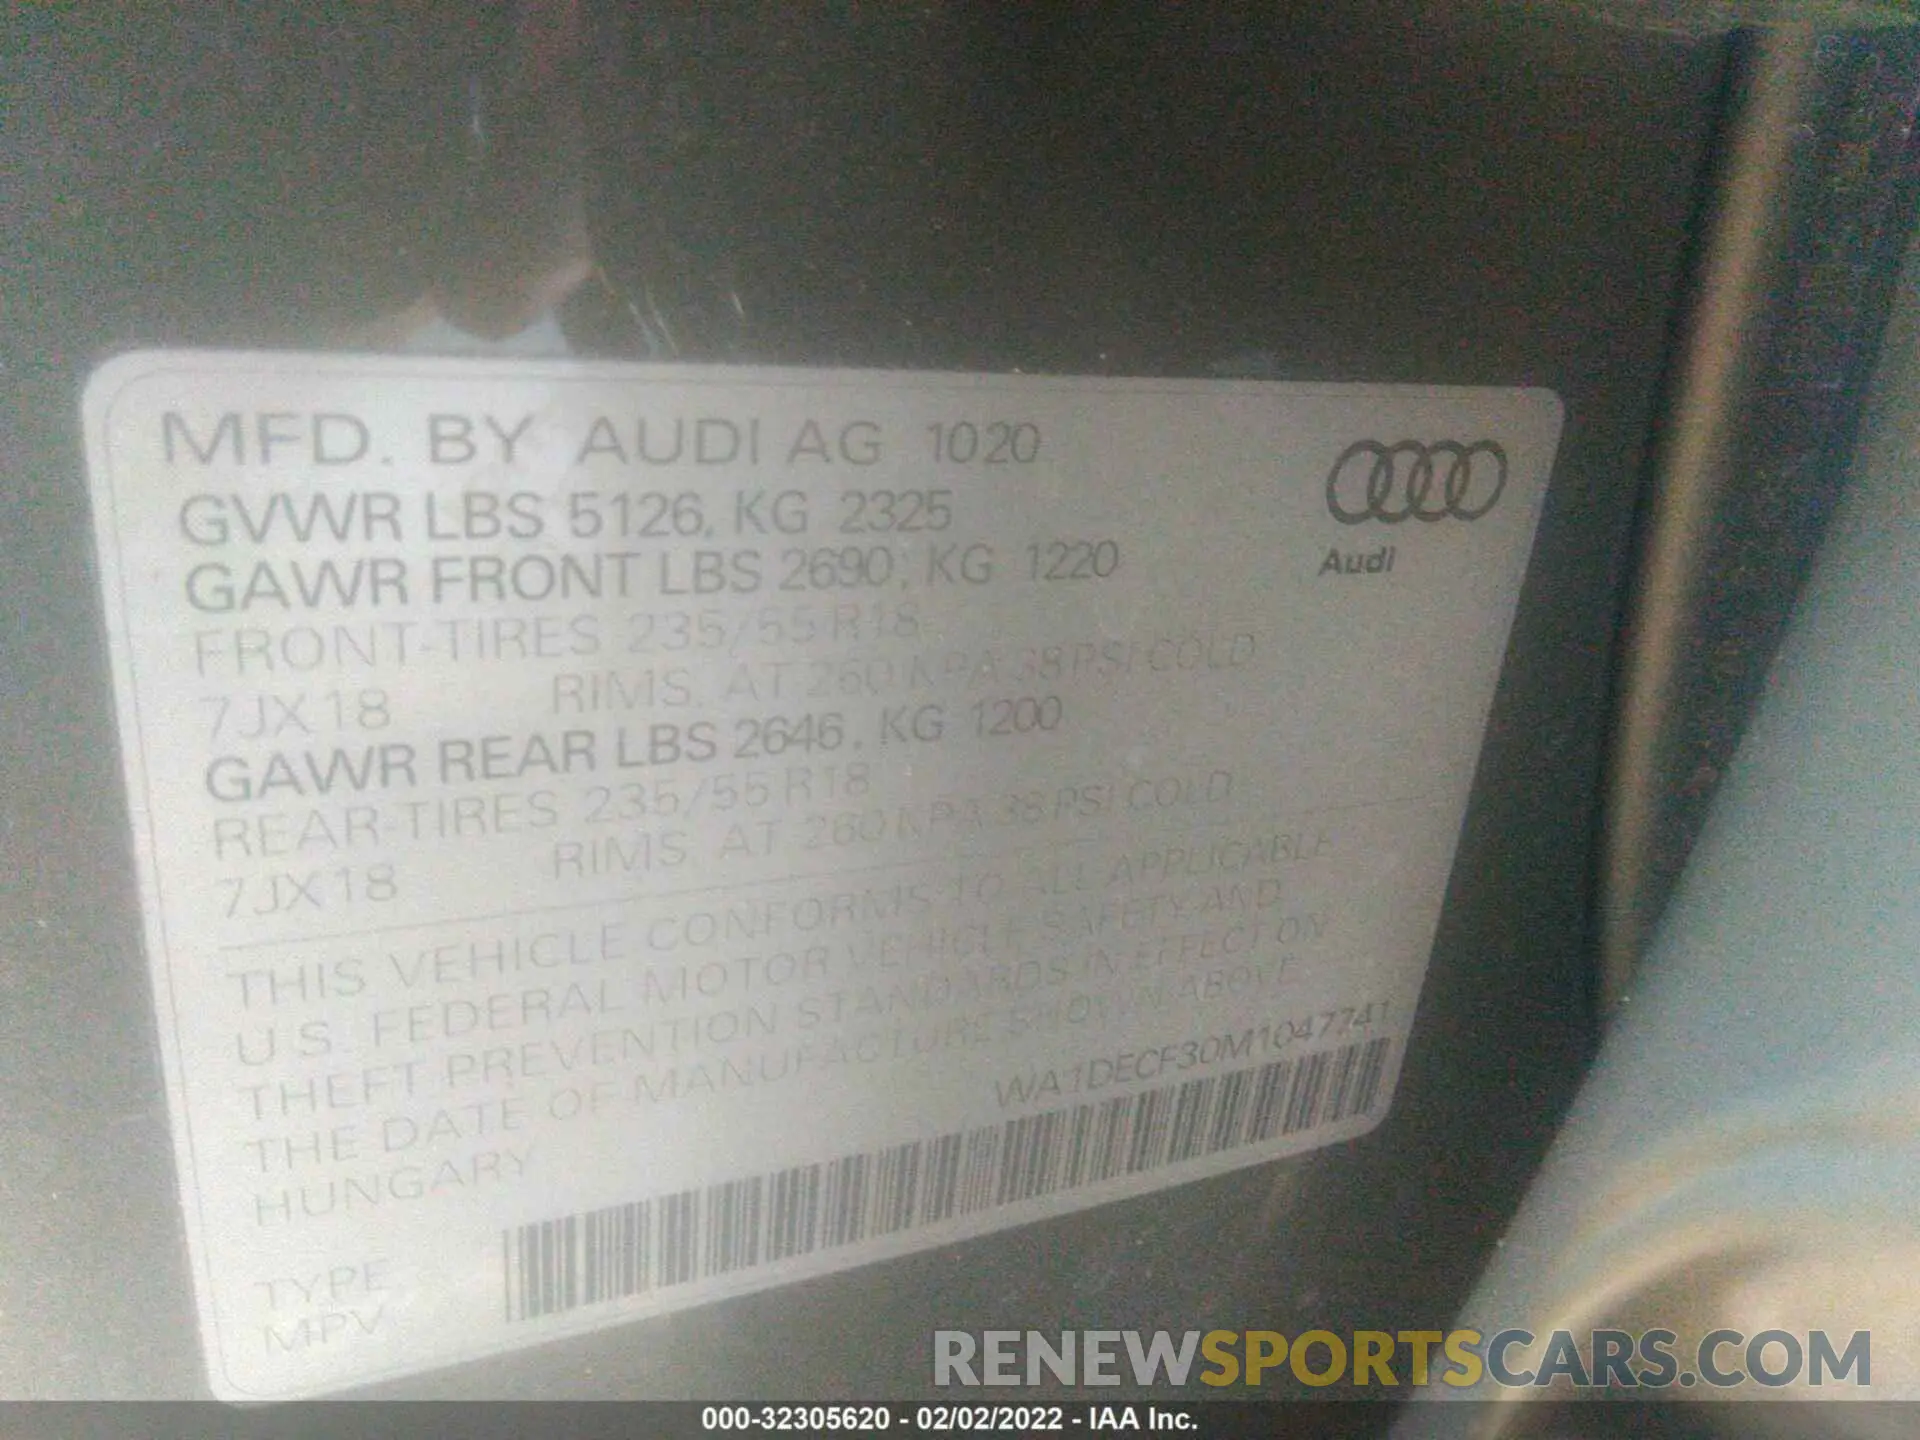 MFD. BY AUDI AG 1020
GVWR LBS 5126, KG 2325
GAWR FRONT LBS 2690, KG 1220
Audi
FRONT-TIRES 235/55 R18
7JX18 RIMS. AT 260 KPA 38 PSI COLD
GAWR REAR LBS 2646, KG 1200
REAR-TIRES 235/55 R18
7JX18 RIMS. AT 260 KPA 38 PSI COLD
THIS VEHICLE CONFORMS TO ALL APPLICABLE
U.S. FEDERAL MOTOR VEHICLE SAFETY AND
THEFT PREVENTION STANDARDS IN EFFECT ON
THE DATE OF MANUFACTURE SHOWN ABOVE.
HUNGARY
WA1DECF30M1047741
TYPE
MPV
RENEWSPORTSCARS.COM
000-32305620 - 02/02/2022 - IAA Inc.